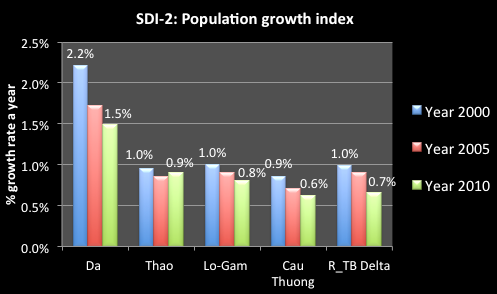 SDI-2: Population growth index
% growth rate a year
2.5%
2.0%
1.5%
1.0%
0.5%
0.0%
2.2%
1.5%
1.0%
0.9%
1.0%
0.8%
0.9%
0.6%
1.0%
0.7%
Da
Thao
Lo-Gam
Cau
Thuong
R_TB Delta
Year 2000
Year 2005
Year 2010